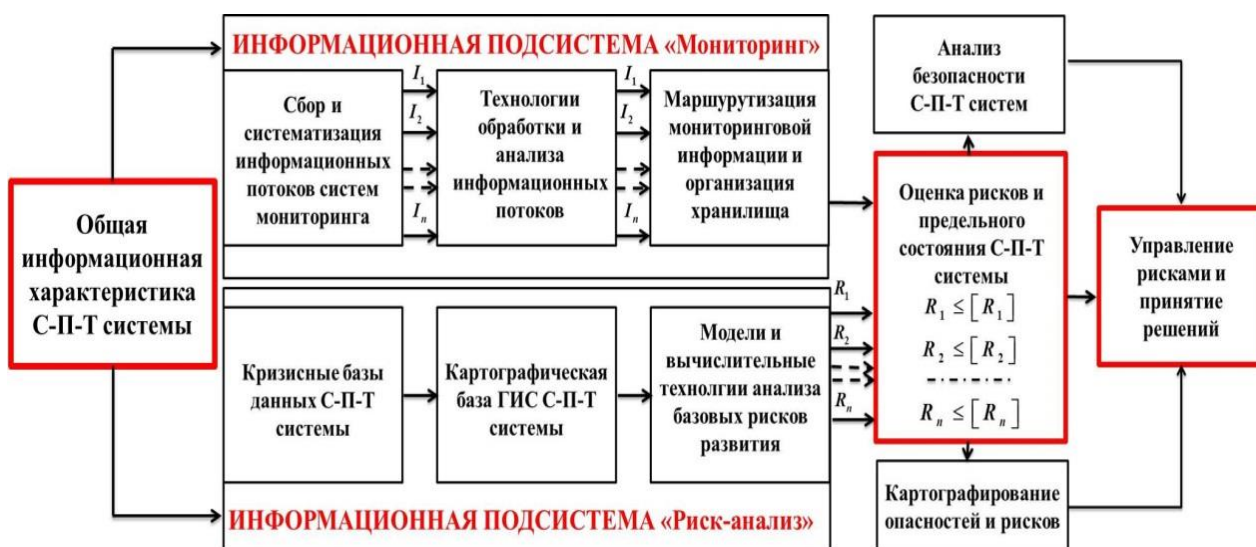 Общая
информационная
характеристика
С-П-Т системы
ИНФОРМАЦИОННАЯ ПОДСИСТЕМА «Мониторинг»
Сбор и
систематизация
информационных
потоков систем
мониторинга
I₁
I₂
Iₙ
Технологии
обработки и
анализа
информационных
потоков
I₁
I₂
Iₙ
Маршрутизация
мониторинговой
информации и
организация
хранилища
Кризисные базы
данных С-П-Т
системы
Картографическая
база ГИС С-П-Т
системы
Модели и
вычислительные
технолгии анализа
базовых рисков
развития
ИНФОРМАЦИОННАЯ ПОДСИСТЕМА «Риск-анализ»
R₁
R₂
Rₙ
Анализ
безопасности
С-П-Т систем
Оценка рисков и
предельного
состояния С-П-Т
системы
R₁ ≤ [R₁]
R₂ ≤ [R₂]
Rₙ ≤ [Rₙ]
Картографирование
опасностей и рисков
Управление
рисками и
принятие
решений